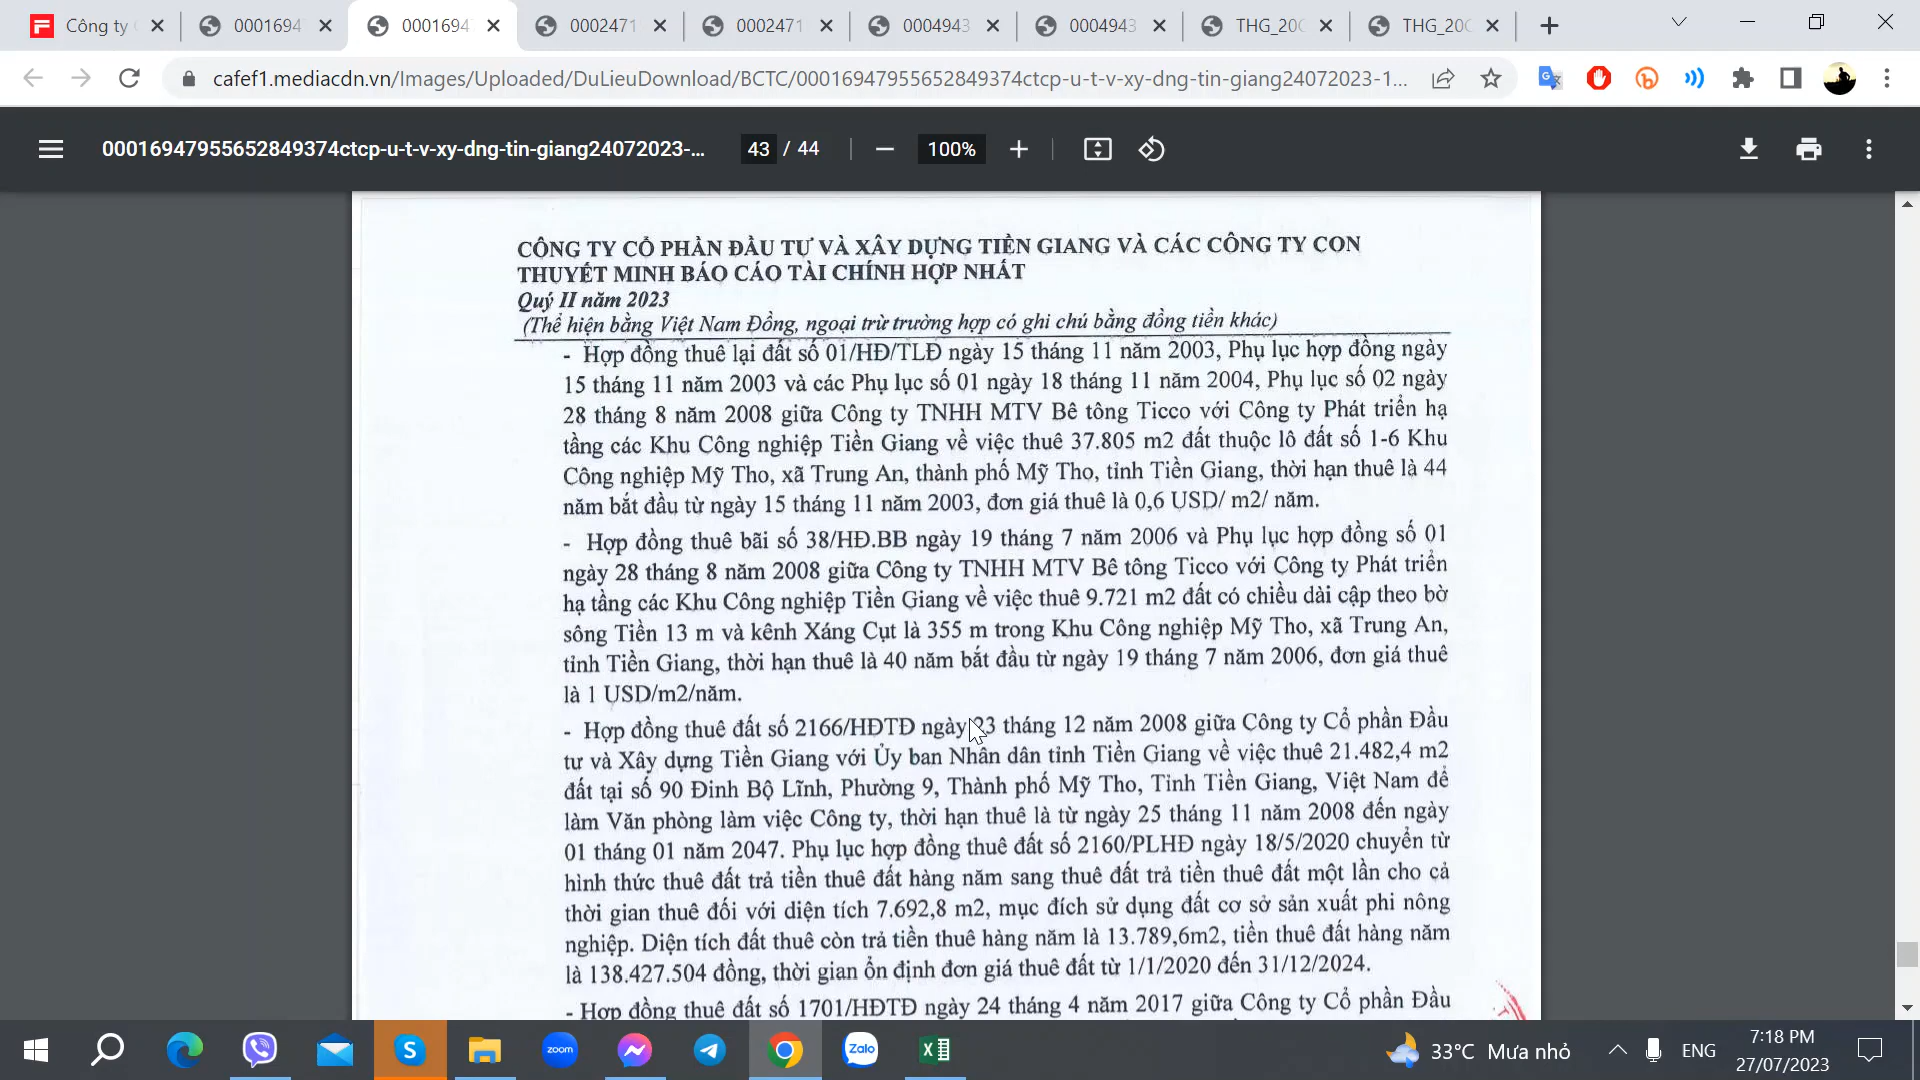 Công ty
0001694
0001694
0002471
0002471
0004943
0004943
THG_20
THG_20
cafef1.mediacdn.vn/Images/Uploaded/DuLieuDownload/BCTC/00016947955652849374ctcp-u-t-v-xy-dng-tin-giang24072023-1...
00016947955652849374ctcp-u-t-v-xy-dng-tin-giang24072023-...
43 / 44
100%
CÔNG TY CỔ PHẦN ĐẦU TƯ VÀ XÂY DỰNG TIỀN GIANG VÀ CÁC CÔNG TY CON
THUYẾT MINH BÁO CÁO TÀI CHÍNH HỢP NHẤT
Quý II năm 2023
(Thể hiện bằng Việt Nam Đồng, ngoại trừ trường hợp có ghi chú bằng đồng tiền khác)
- Hợp đồng thuê lại đất số 01/HĐ/TLĐ ngày 15 tháng 11 năm 2003, Phụ lục hợp đồng ngày
15 tháng 11 năm 2003 và các Phụ lục số 01 ngày 18 tháng 11 năm 2004, Phụ lục số 02 ngày
28 tháng 8 năm 2008 giữa Công ty TNHH MTV Bê tông Ticco với Công ty Phát triển hạ
tầng các Khu Công nghiệp Tiền Giang về việc thuê 37.805 m2 đất thuộc lô đất số 1-6 Khu
Công nghiệp Mỹ Tho, xã Trung An, thành phố Mỹ Tho, tỉnh Tiền Giang, thời hạn thuê là 44
năm bắt đầu từ ngày 15 tháng 11 năm 2003, đơn giá thuê là 0,6 USD/ m2/ năm.
- Hợp đồng thuê bãi số 38/HĐ.BB ngày 19 tháng 7 năm 2006 và Phụ lục hợp đồng số 01
ngày 28 tháng 8 năm 2008 giữa Công ty TNHH MTV Bê tông Ticco với Công ty Phát triển
hạ tầng các Khu Công nghiệp Tiền Giang về việc thuê 9.721 m2 đất có chiều dài cập theo bờ
sông Tiền 13 m và kênh Xáng Cụt là 355 m trong Khu Công nghiệp Mỹ Tho, xã Trung An,
tỉnh Tiền Giang, thời hạn thuê là 40 năm bắt đầu từ ngày 19 tháng 7 năm 2006, đơn giá thuê
là 1 USD/m2/năm.
- Hợp đồng thuê đất số 2166/HĐTĐ ngày 23 tháng 12 năm 2008 giữa Công ty Cổ phần Đầu
tư và Xây dựng Tiền Giang với Ủy ban Nhân dân tỉnh Tiền Giang về việc thuê 21.482,4 m2
đất tại số 90 Đinh Bộ Lĩnh, Phường 9, Thành phố Mỹ Tho, Tỉnh Tiền Giang, Việt Nam để
làm Văn phòng làm việc Công ty, thời hạn thuê là từ ngày 25 tháng 11 năm 2008 đến ngày
01 tháng 01 năm 2047. Phụ lục hợp đồng thuê đất số 2160/PLHĐ ngày 18/5/2020 chuyển từ
hình thức thuê đất trả tiền thuê đất hàng năm sang thuê đất trả tiền thuê đất một lần cho cả
thời gian thuê đối với diện tích 7.692,8 m2, mục đích sử dụng đất cơ sở sản xuất phi nông
nghiệp. Diện tích đất thuê còn trả tiền thuê hàng năm là 13.789,6m2, tiền thuê đất hàng năm
là 138.427.504 đồng, thời gian ổn định đơn giá thuê đất từ 1/1/2020 đến 31/12/2024.
- Hợp đồng thuê đất số 1701/HĐTĐ ngày 24 tháng 4 năm 2017 giữa Công ty Cổ phần Đầu
zoom
Zalo
33°C Mưa nhỏ
ENG
7:18 PM
27/07/2023